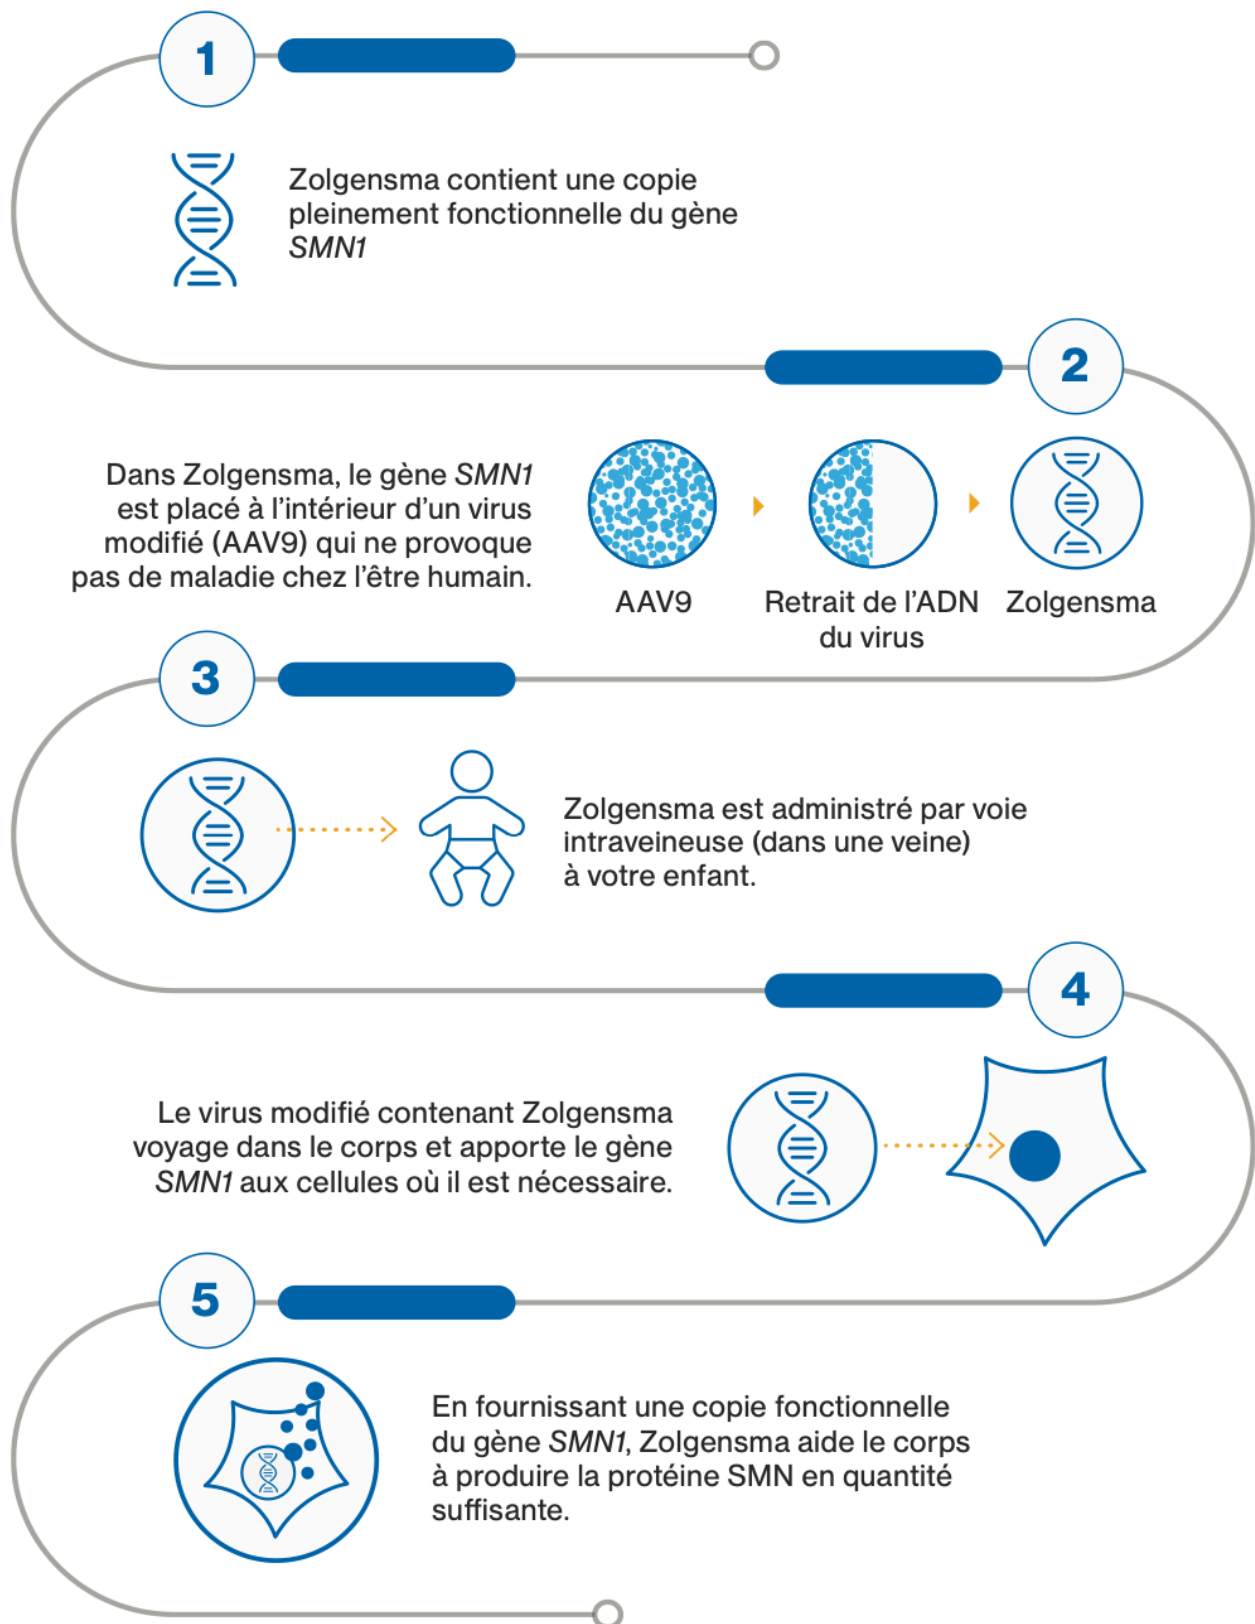 1
Zolgensma contient une copie
pleinement fonctionnelle du gène
SMN1
2
Dans Zolgensma, le gène SMN1
est placé à l’intérieur d’un virus
modifié (AAV9) qui ne provoque
pas de maladie chez l’être humain.
AAV9
Retrait de l’ADN
du virus
Zolgensma
3
Zolgensma est administré par voie
intraveineuse (dans une veine)
à votre enfant.
4
Le virus modifié contenant Zolgensma
voyage dans le corps et apporte le gène
SMN1 aux cellules où il est nécessaire.
5
En fournissant une copie fonctionnelle
du gène SMN1, Zolgensma aide le corps
à produire la protéine SMN en quantité
suffisante.